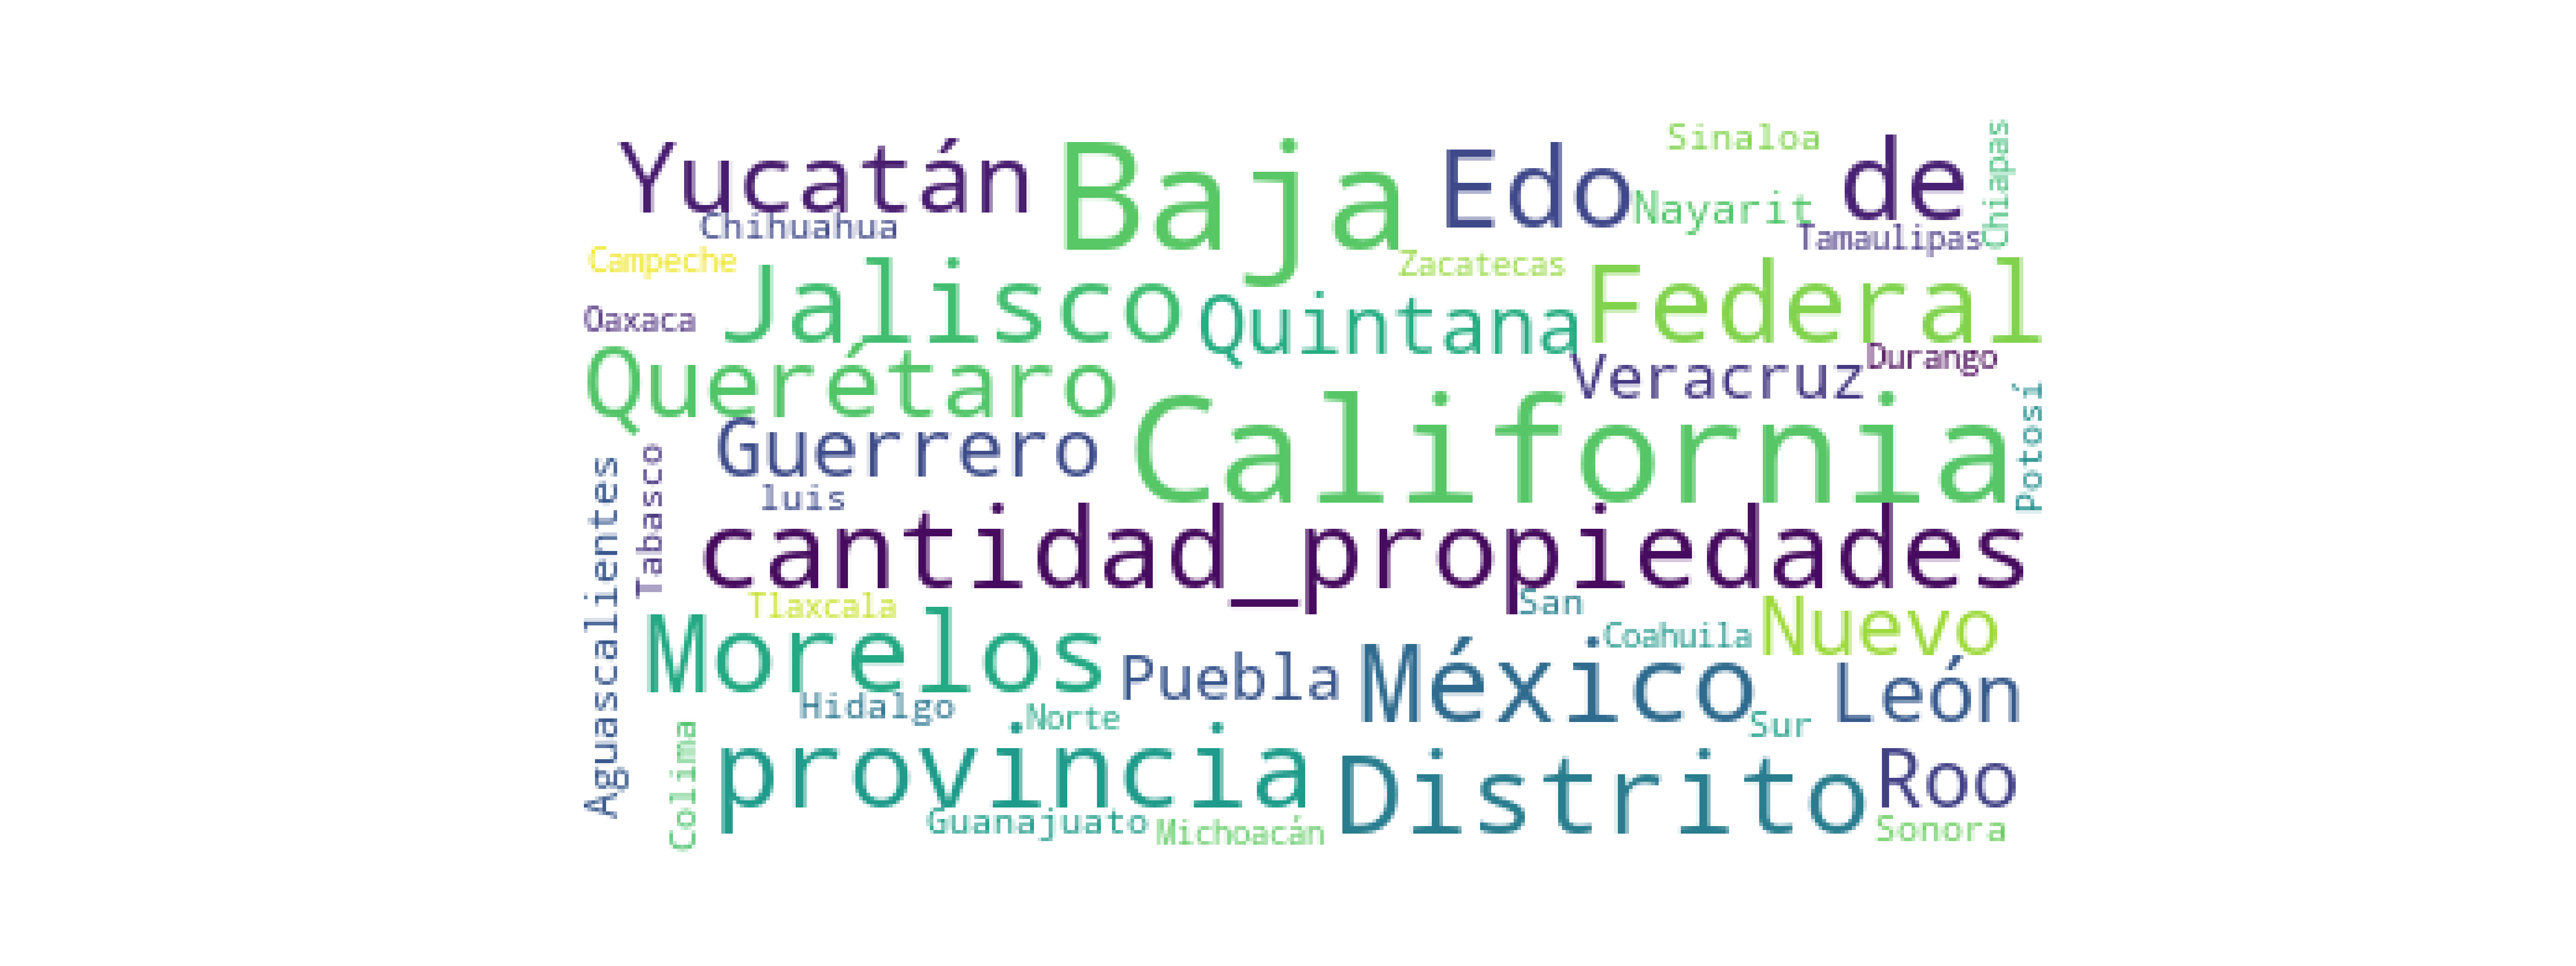 Sinaloa
Yucatán
Baja
Edo
de
Chiapas
Nayarit
Chihuahua
Tamaulipas
Campeche
Zacatecas
Jalisco
Federal
Oaxaca
Quintana
Querétaro
Veracruz
Durango
Guerrero
California
Potosí
luis
Tabasco
Aguascalientes
cantidad_propiedades
Tlaxcala
San
Nuevo
Coahuila
Morelos
Puebla
México
León
Hidalgo
Norte
Sur
Colima
provincia
Distrito
Roo
Guanajuato
Michoacán
Sonora